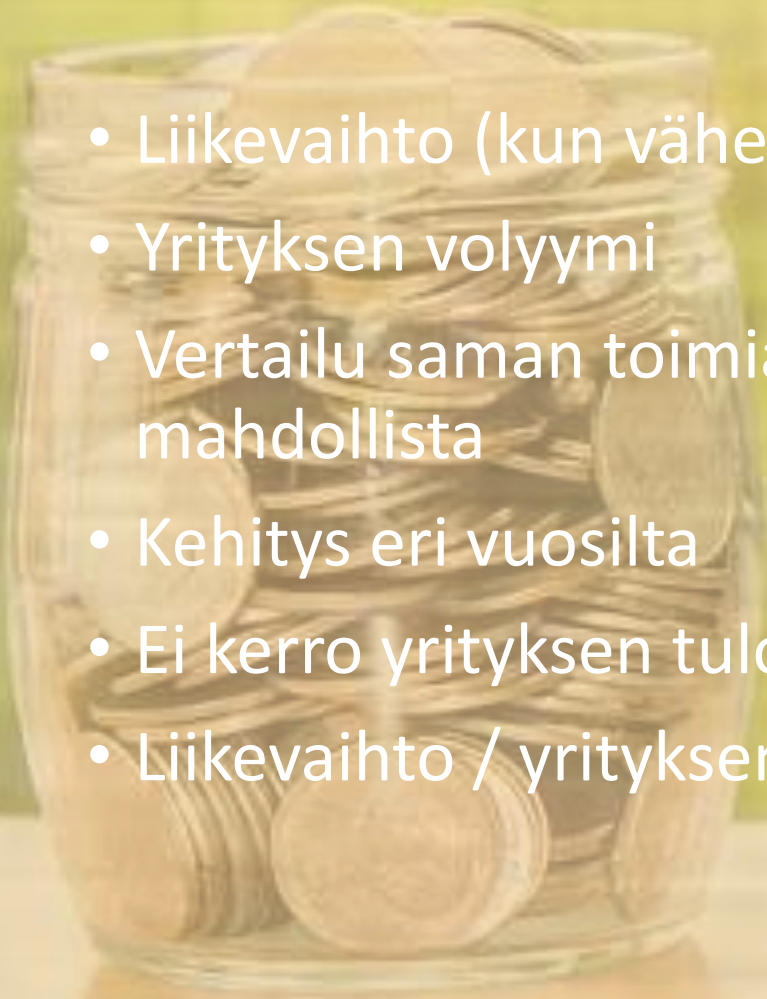 • Liikevaihto (kun
• Yrityksen volyymi
• Vertailu saman
mahdollista
• Kehitys eri vuosilta
• Ei kerro yrityksen
• Liikevaihto /